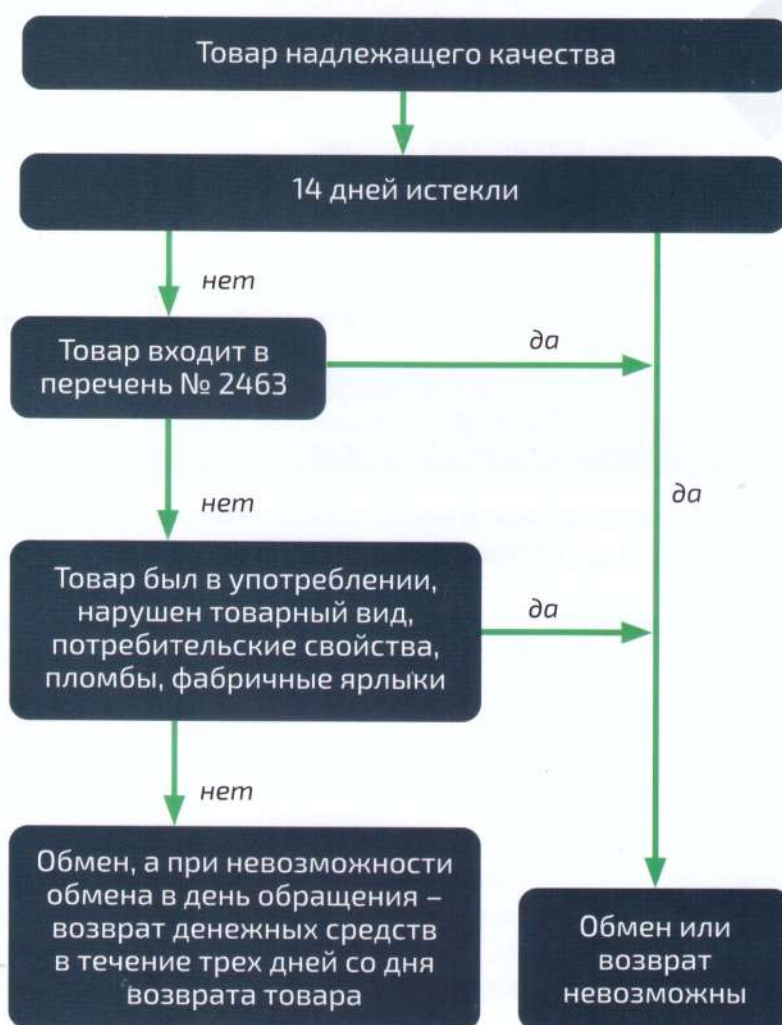 Товар надлежащего качества
14 дней истекли
нет
Товар входит в
перечень № 2463
да
нет
да
Товар был в употреблении,
нарушен товарный вид,
потребительские свойства,
пломбы, фабричные ярлыки
да
нет
Обмен, а при невозможности
обмена в день обращения –
возврат денежных средств
в течение трех дней со дня
возврата товара
Обмен или
возврат
невозможны